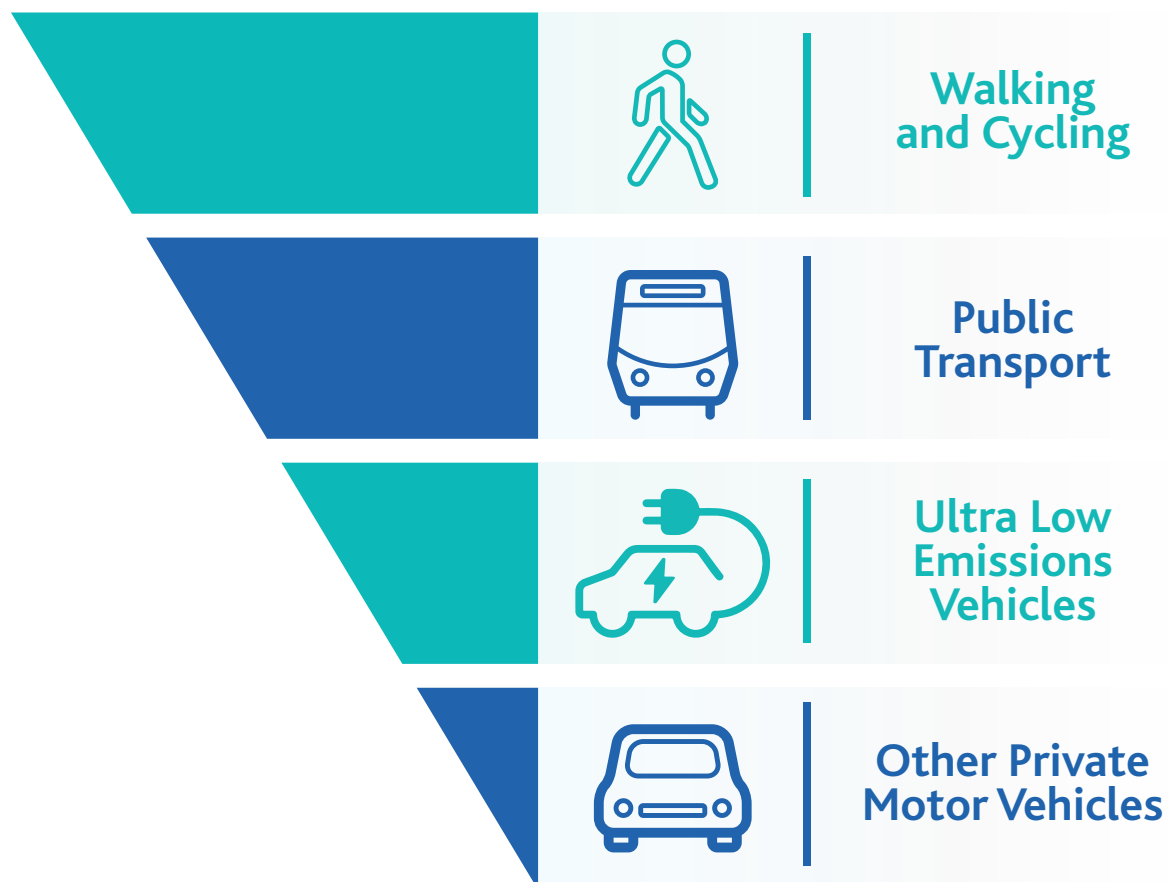 Walking
and Cycling
Public
Transport
Ultra Low
Emissions
Vehicles
Other Private
Motor Vehicles